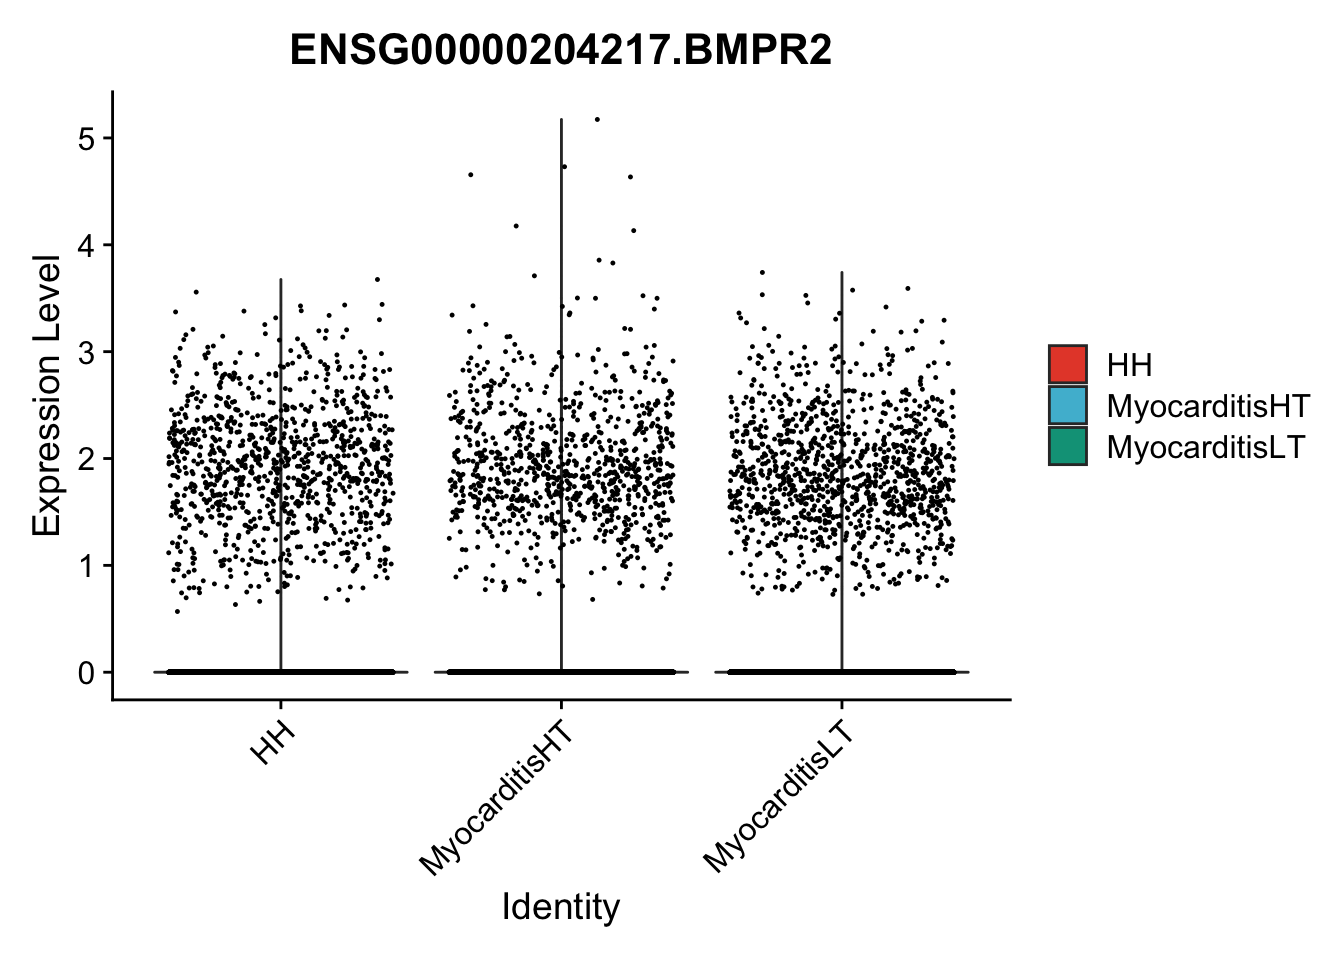 ENSG00000204217.BMPR2
Expression Level
5
4
3
2
1
0
HH
MyocarditisHT
MyocarditisLT
Identity
HH
MyocarditisHT
MyocarditisLT